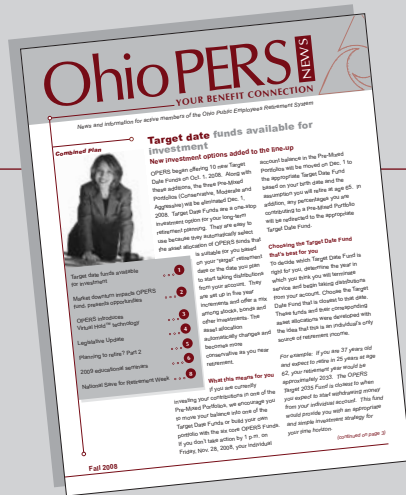 Ohio PERS
NEWS
YOUR BENEFIT CONNECTION
News and information for active members of the Ohio Public Employees Retirement System
Combined Plan
Target date funds available
for investment
1
Market downturn impacts OPERS
fund, presents opportunities
2
OPERS introduces
Virtual Hold™ technology
3
Legislative Update
4
Planning to retire? Part 2
5
2009 educational seminars
6
National Save for Retirement Week
8
Target date funds available for
investment
New investment options added to the line-up
OPERS began offering 10 new Target
Date Funds on Oct. 1, 2008. Along with
these additions, the three Pre-Mixed
Portfolios (Conservative, Moderate and
Aggressive) will be eliminated Dec. 1,
2008. Target Date Funds are a one-stop
investment option for your long-term
retirement planning. They are easy to
use because they automatically select
the asset allocation of OPERS funds that
is suitable for you based
on your "target" retirement
date or the date you plan
to start taking distributions
from your account. They
are set up in five year
increments and offer a mix
among stocks, bonds and
other investments. The
asset allocation
automatically changes and
becomes more
conservative as you near
retirement.
What this means for you
If you are currently
investing your contributions in one of the
Pre-Mixed Portfolios, we encourage you
to move your balance into one of the
Target Date Funds or build your own
portfolio with the six core OPERS Funds.
If you don't take action by 1 p.m. on
Friday, Nov. 28, 2008, your individual
account balance in the Pre-Mixed
Portfolio will be moved on Dec. 1 to
the appropriate Target Date Fund
based on your birth date and the
assumption you will retire at age 65. In
addition, any percentages you are
contributing to a Pre-Mixed Portfolio
will be redirected to the appropriate
Target Date Fund.
Choosing the Target Date Fund
that's best for you
To decide which Target Date Fund is
right for you, determine the year in
which you think you will terminate
service and begin taking distributions
from your account. Choose the Target
Date Fund that is closest to that date.
These funds and their corresponding
asset allocations were developed with
the idea that this is an individual's only
source of retirement income.
For example: If you are 37 years old
and expect to retire in 25 years at age
62, your retirement year would be
approximately 2033. The OPERS
Target 2035 Fund is closest to when
you expect to start withdrawing money
from your individual account. This fund
would provide you with an appropriate
and simple investment strategy for
your time horizon.
(continued on page 3)
Fall 2008